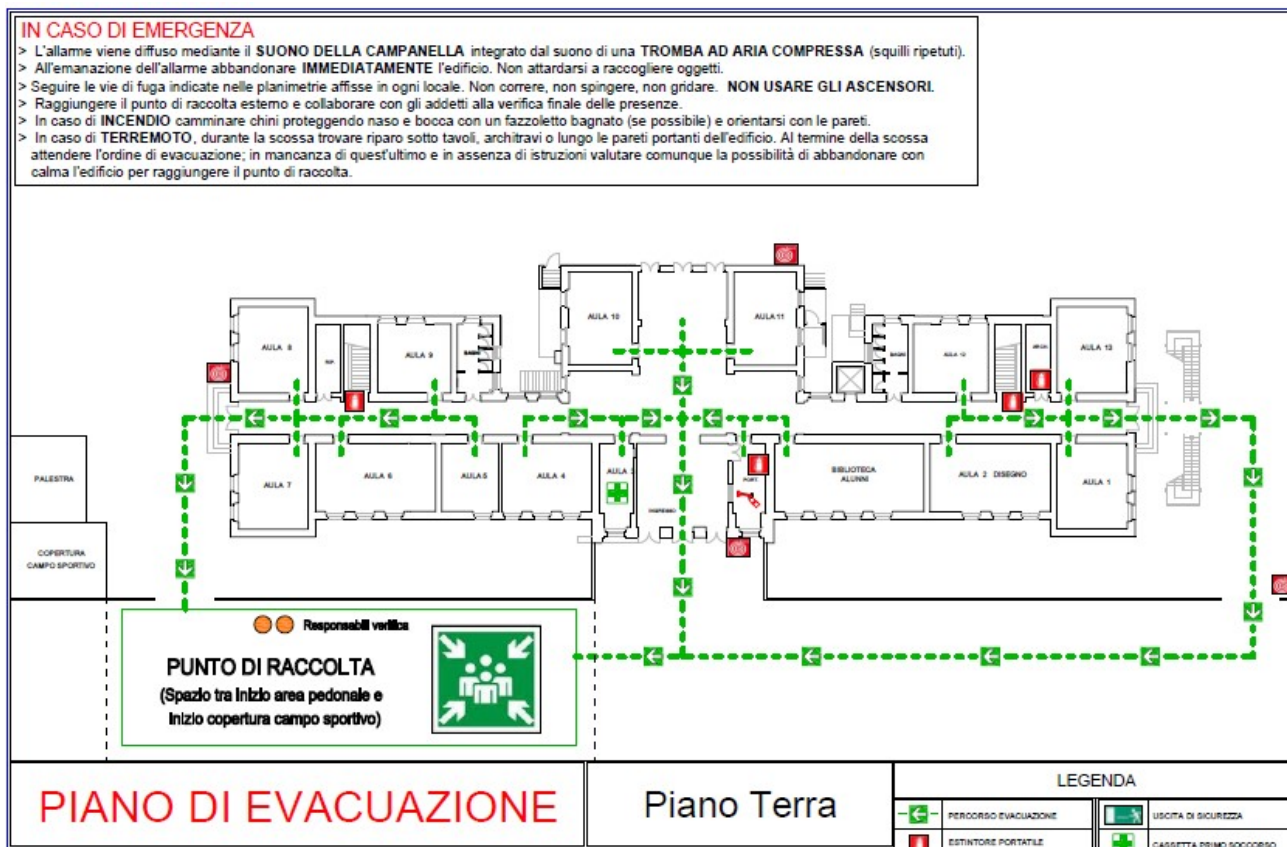 IN CASO DI EMERGENZA
> L'allarme viene diffuso mediante il SUONO DELLA CAMPANELLA integrato dal suono di una TROMBA AD ARIA COMPRESSA (squilli ripetuti).
> All'emanazione dell'allarme abbandonare IMMEDIATAMENTE l'edificio. Non attardarsi a raccogliere oggetti.
> Seguire le vie di fuga indicate nelle planimetrie affisse in ogni locale. Non correre, non spingere, non gridare. NON USARE GLI ASCENSORI.
> Raggiungere il punto di raccolta esterno e collaborare con gli addetti alla verifica finale delle presenze.
> In caso di INCENDIO camminare chini proteggendo naso e bocca con un fazzoletto bagnato (se possibile) e orientarsi con le pareti.
> In caso di TERREMOTO, durante la scossa trovare riparo sotto tavoli, architravi o lungo le pareti portanti dell'edificio. Al termine della scossa
attendere l'ordine di evacuazione; in mancanza di quest'ultimo e in assenza di istruzioni valutare comunque la possibilità di abbandonare con
calma l'edificio per raggiungere il punto di raccolta.
AULA 10
AULA 11
AULA 8
AULA 9
BAGNI
BAGNI
AULA 12
ARCH.
AULA 13
AULA 7
AULA 6
AULA 5
AULA 4
AULA
PORT.
BIBLIOTECA
ALUNNI
AULA 2 DISEGNO
AULA 1
INGRESSO
PALESTRA
COPERTURA
CAMPO SPORTIVO
Responsabili verifica
PUNTO DI RACCOLTA
(Spazio tra inizio area pedonale e
inizio copertura campo sportivo)
PIANO DI EVACUAZIONE
Piano Terra
LEGENDA
PERCORSO EVACUAZIONE
USCITA DI SICUREZZA
ESTINTORE PORTATILE
CASSETTA PRIMO SOCCORSO